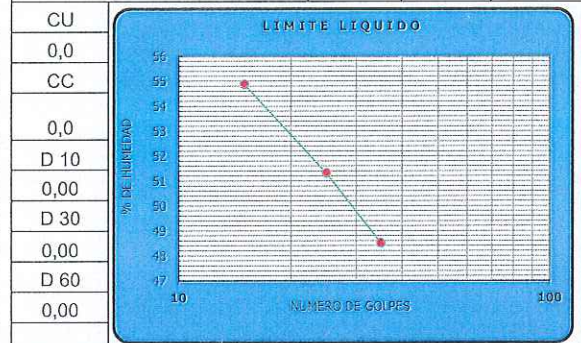 CU
0,0
CC
0,0
D 10
0,00
D 30
0,00
D 60
0,00
LIMITE LIQUIDO
56
55
54
53
52
51
50
49
48
47
% DE HUMEDAD
10
100
NUMERO DE GOLPES